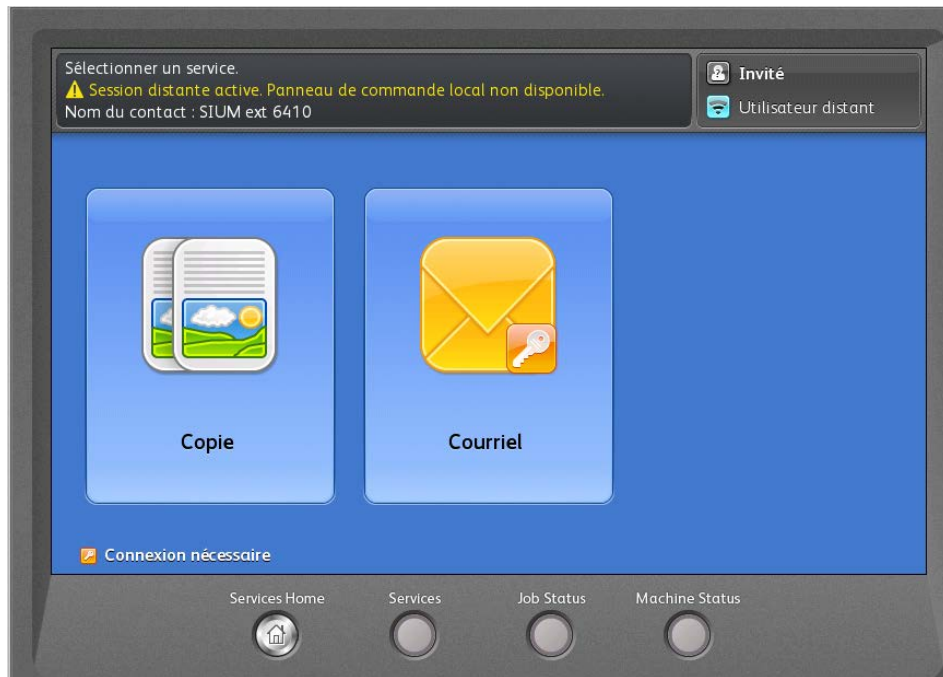 Sélectionner un service.
Session distante active. Panneau de commande local non disponible.
Nom du contact : SIUM ext 6410
Invité
Utilisateur distant
Copie
Courriel
Connexion nécessaire
Services Home
Services
Job Status
Machine Status